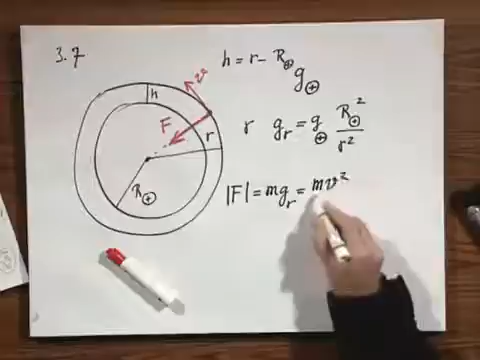 3.7
h = r - R⊕
g⊕
r g_r = g⊕ R⊕² / r²
|F| = mg_r = mv²
h
v
F
r
R⊕